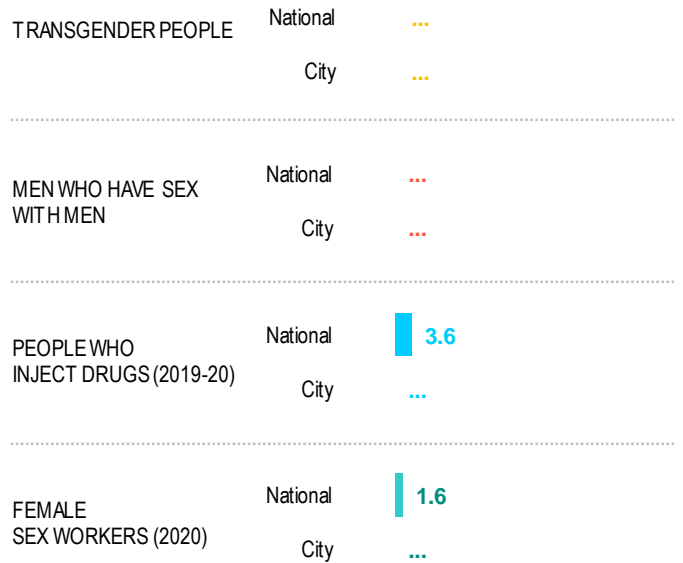 TRANSGENDER PEOPLE
National ...
City ...
MEN WHO HAVE SEX
WITH MEN
National ...
City ...
PEOPLE WHO
INJECT DRUGS (2019-20)
National 3.6
City ...
FEMALE
SEX WORKERS (2020)
National 1.6
City ...